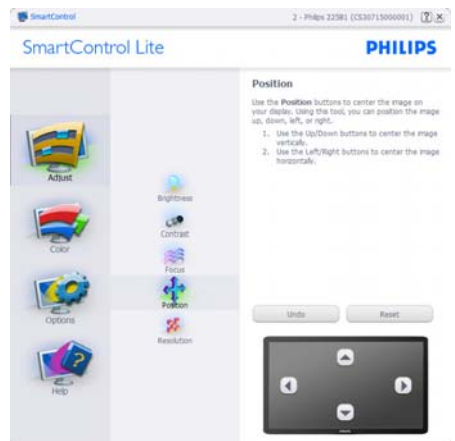 SmartControl
2 - Philips 225B1 (CS30715000001)
SmartControl Lite
PHILIPS
Adjust
Color
Options
Help
Brightness
Contrast
Focus
Position
Resolution
Position
Use the Position buttons to center the image on
your display. Using the tool, you can position the image
up, down, left, or right.
1. Use the Up/Down buttons to center the image
vertically.
2. Use the Left/Right buttons to center the image
horizontally.
Undo
Reset